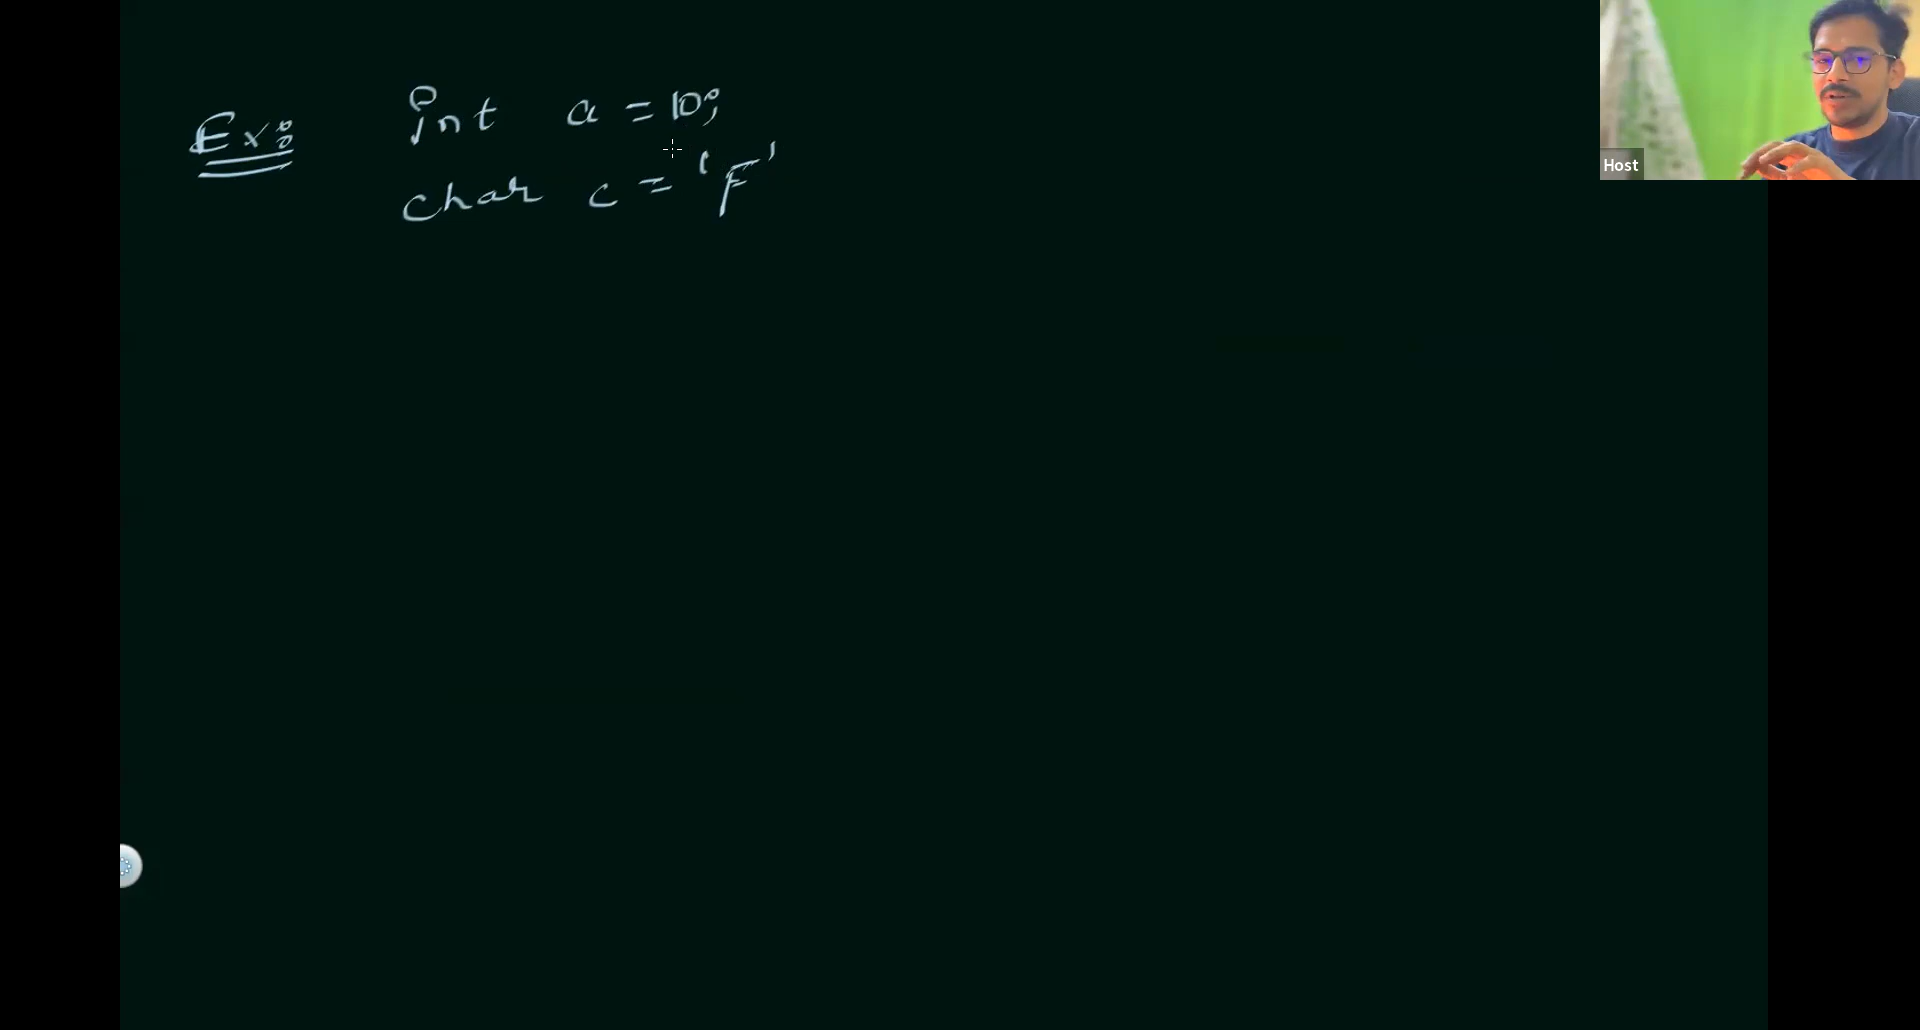 Ex:
int a = 10;
char c = 'F'
Host